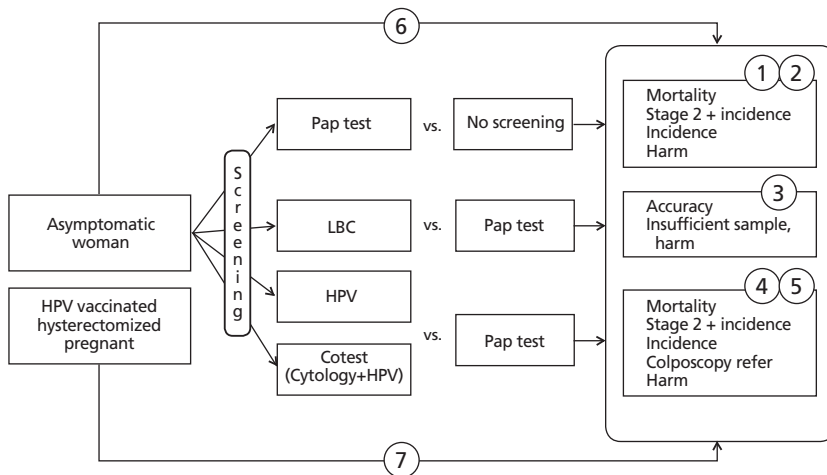 6
1 2
Mortality
Stage 2 + incidence
Incidence
Harm
Pap test
vs.
No screening
Screening
3
Accuracy
Insufficient sample,
harm
Asymptomatic
woman
LBC
vs.
Pap test
4 5
HPV vaccinated
hysterectomized
pregnant
HPV
vs.
Pap test
Mortality
Stage 2 + incidence
Incidence
Colposcopy refer
Harm
Cotest
(Cytology+HPV)
7